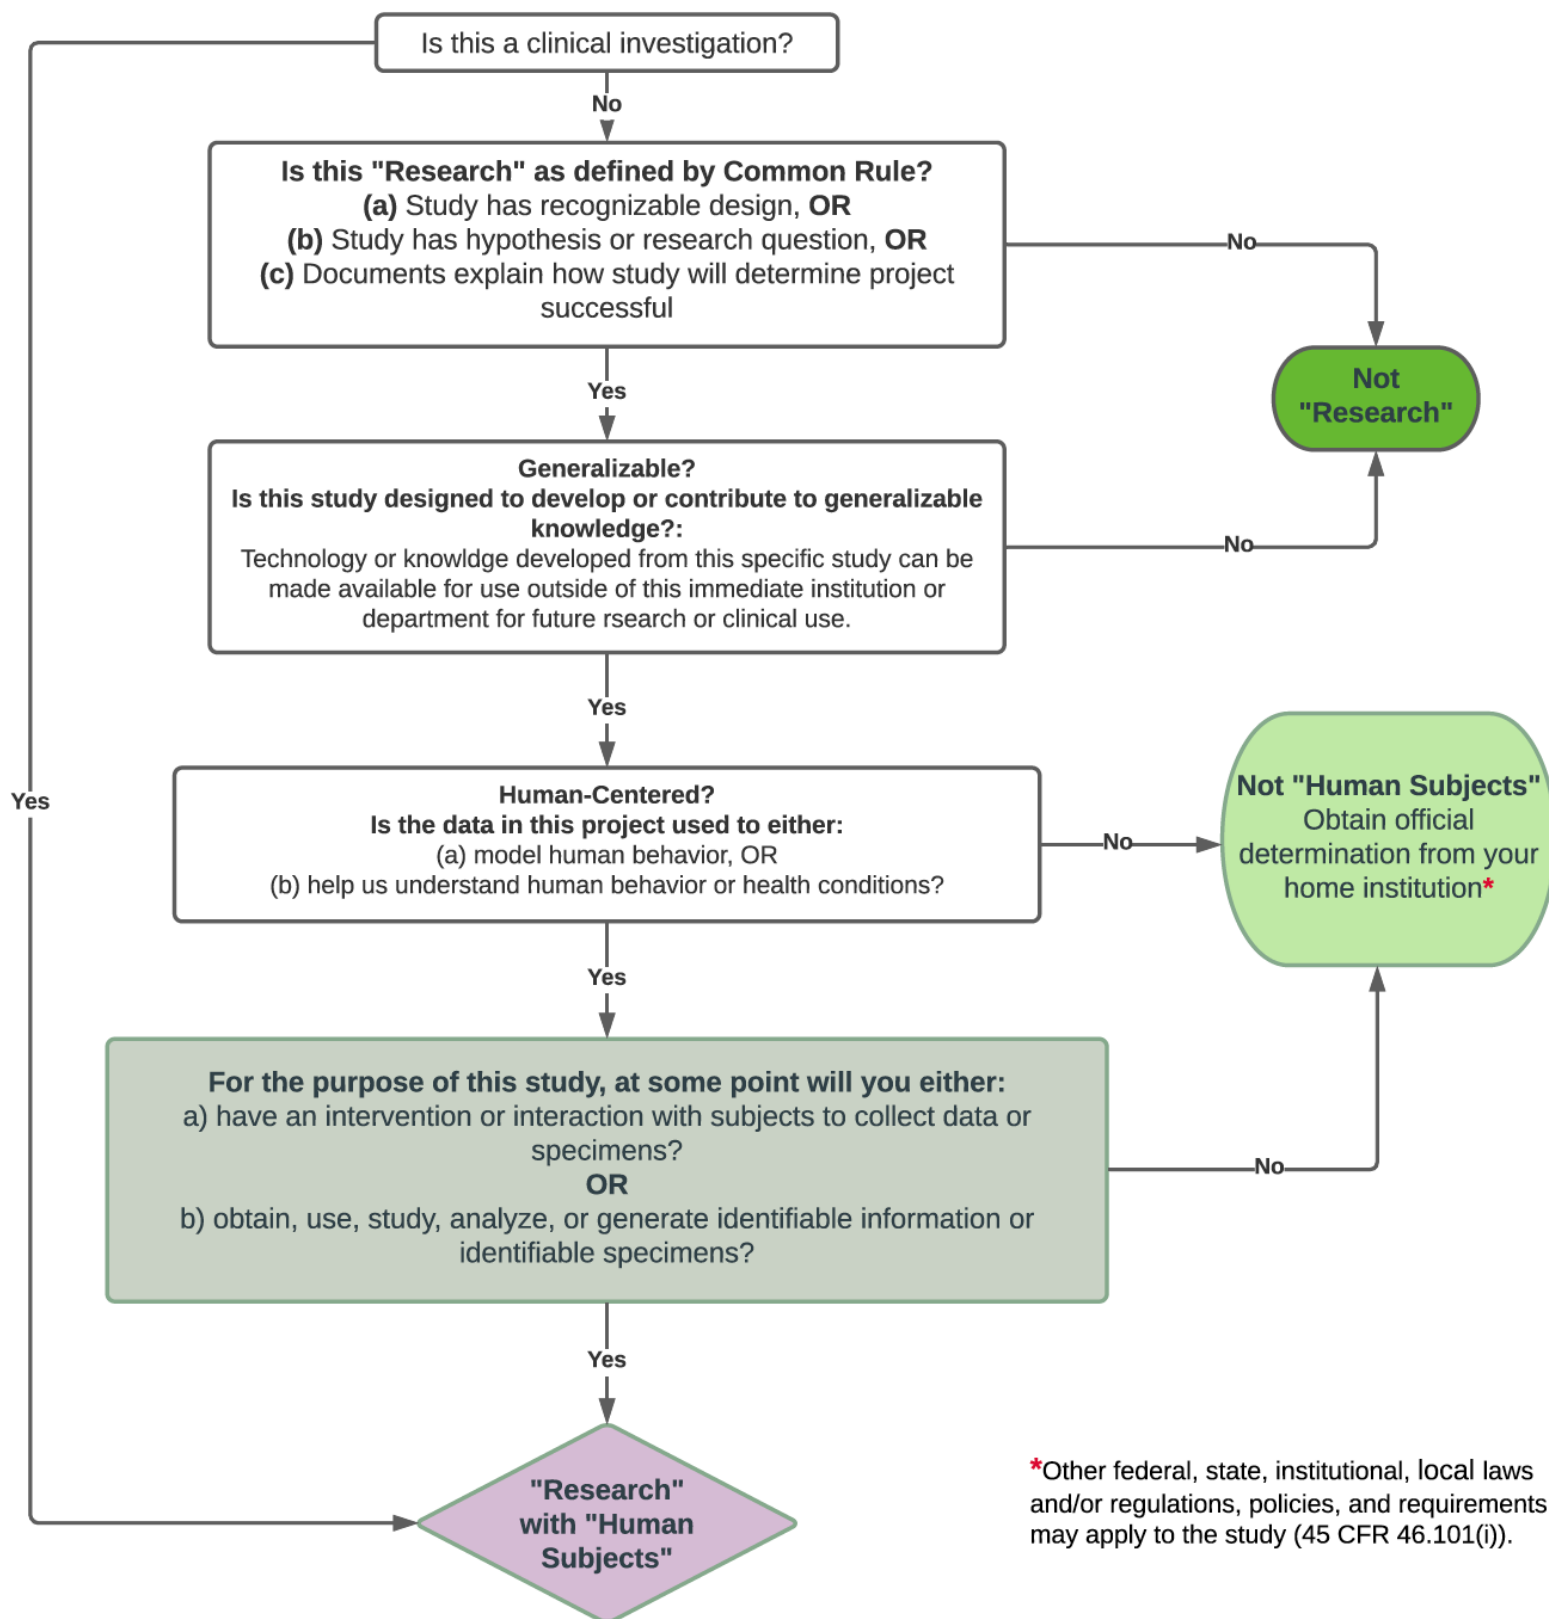 Is this a clinical investigation?
No
Is this "Research" as defined by Common Rule?
(a) Study has recognizable design, OR
(b) Study has hypothesis or research question, OR
(c) Documents explain how study will determine project
successful
No
Not
"Research"
Yes
Generalizable?
Is this study designed to develop or contribute to generalizable
knowledge?:
Technology or knowldge developed from this specific study can be
made available for use outside of this immediate institution or
department for future rsearch or clinical use.
No
Yes
Yes
Human-Centered?
Is the data in this project used to either:
(a) model human behavior, OR
(b) help us understand human behavior or health conditions?
No
Not "Human Subjects"
Obtain official
determination from your
home institution*
Yes
For the purpose of this study, at some point will you either:
a) have an intervention or interaction with subjects to collect data or
specimens?
OR
b) obtain, use, study, analyze, or generate identifiable information or
identifiable specimens?
No
Yes
"Research"
with "Human
Subjects"
*Other federal, state, institutional, local laws
and/or regulations, policies, and requirements
may apply to the study (45 CFR 46.101(i)).